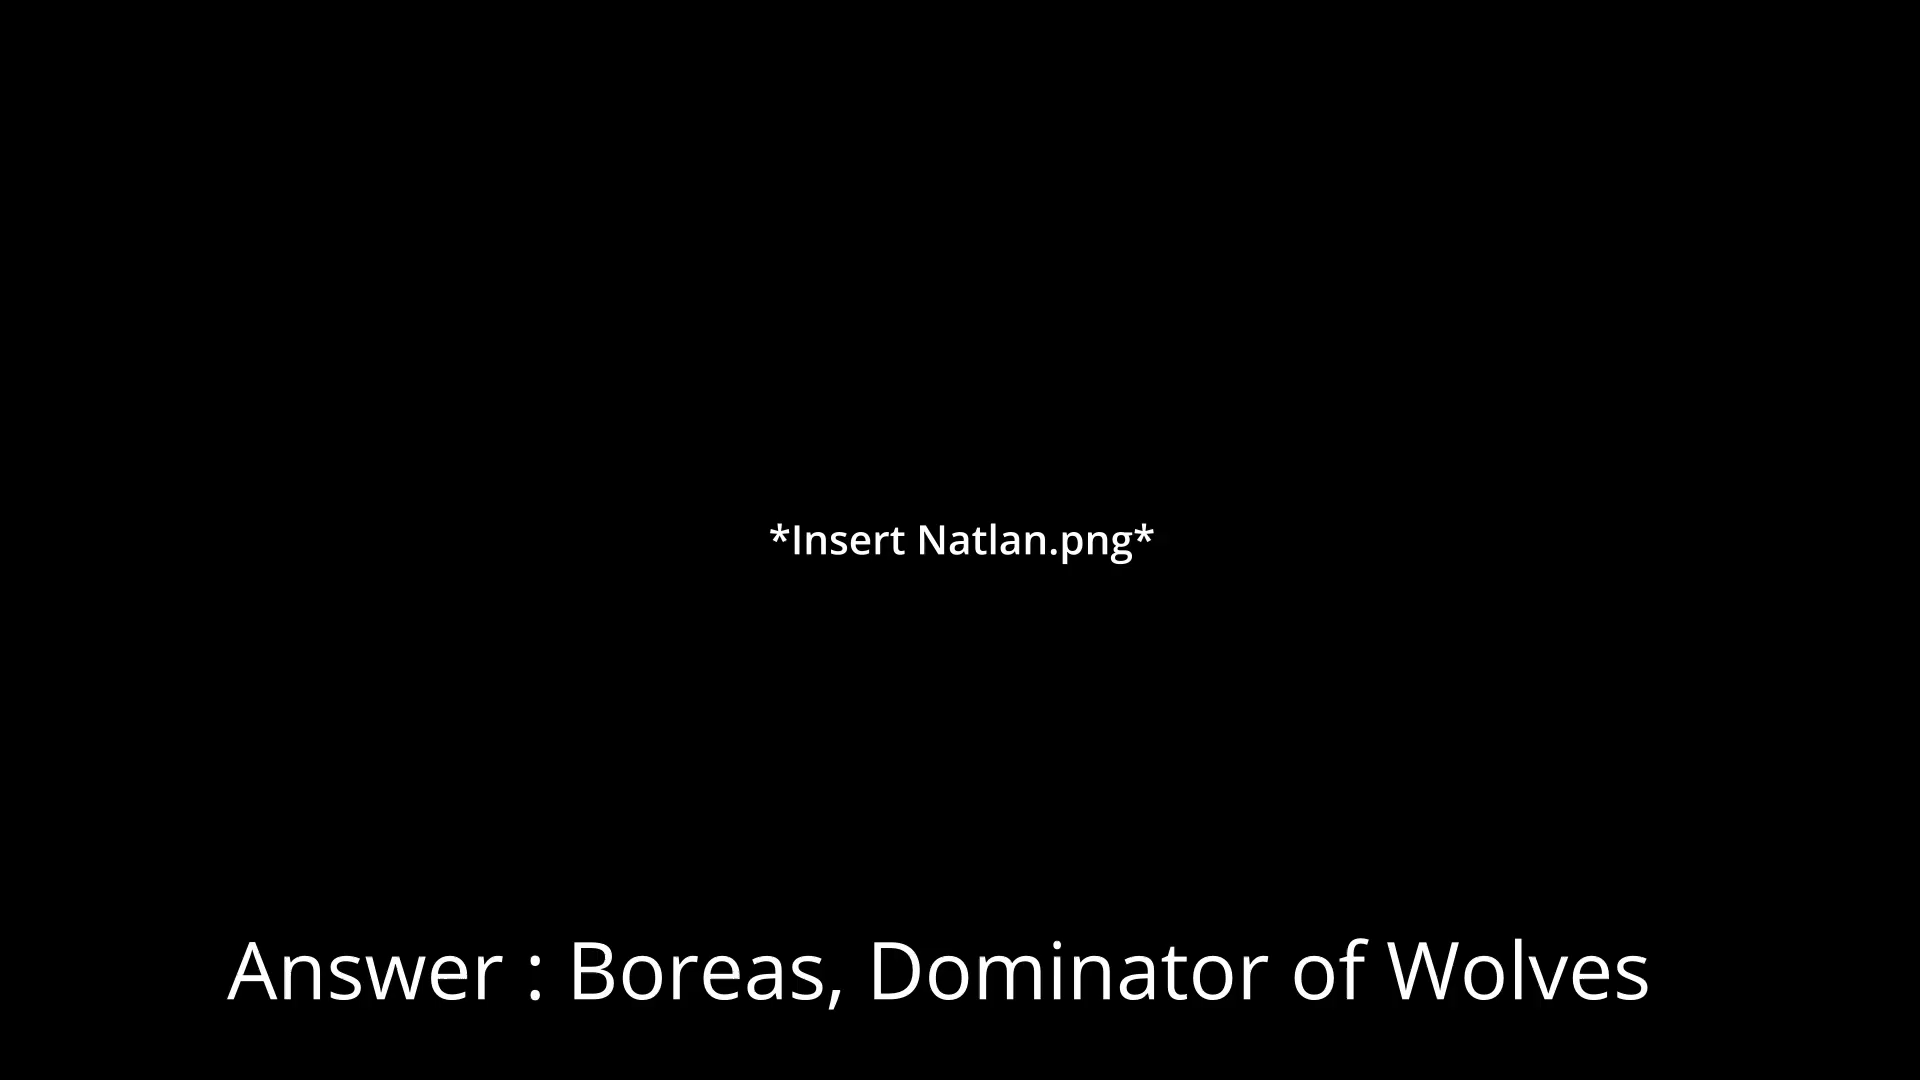 *Insert Natlan.png*
Answer : Boreas, Dominator of Wolves